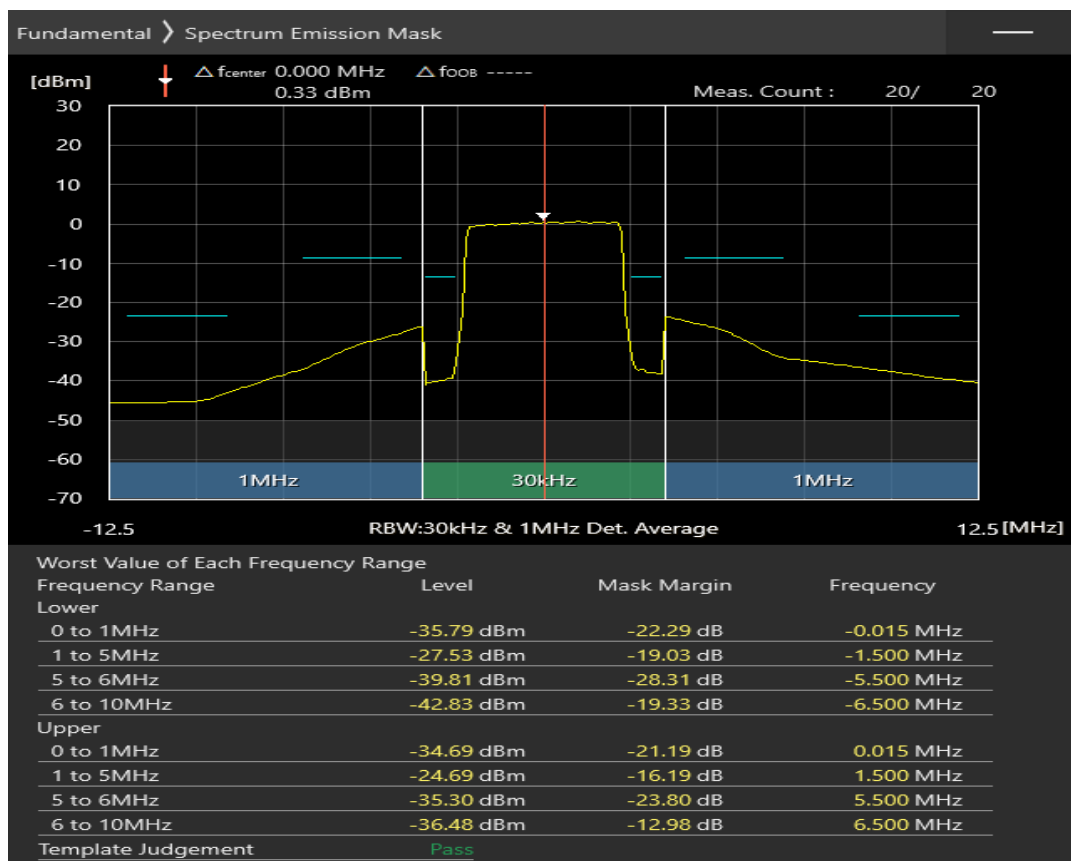 Fundamental ❯ Spectrum Emission Mask
[dBm] △ fcenter 0.000 MHz △ fOOB -----
0.33 dBm Meas. Count : 20/ 20
30
20
10
0
-10
-20
-30
-40
-50
-60
-70
1MHz 30kHz 1MHz
-12.5 RBW:30kHz & 1MHz Det. Average 12.5 [MHz]
Worst Value of Each Frequency Range
Frequency Range Level Mask Margin Frequency
Lower
0 to 1MHz -35.79 dBm -22.29 dB -0.015 MHz
1 to 5MHz -27.53 dBm -19.03 dB -1.500 MHz
5 to 6MHz -39.81 dBm -28.31 dB -5.500 MHz
6 to 10MHz -42.83 dBm -19.33 dB -6.500 MHz
Upper
0 to 1MHz -34.69 dBm -21.19 dB 0.015 MHz
1 to 5MHz -24.69 dBm -16.19 dB 1.500 MHz
5 to 6MHz -35.30 dBm -23.80 dB 5.500 MHz
6 to 10MHz -36.48 dBm -12.98 dB 6.500 MHz
Template Judgement Pass